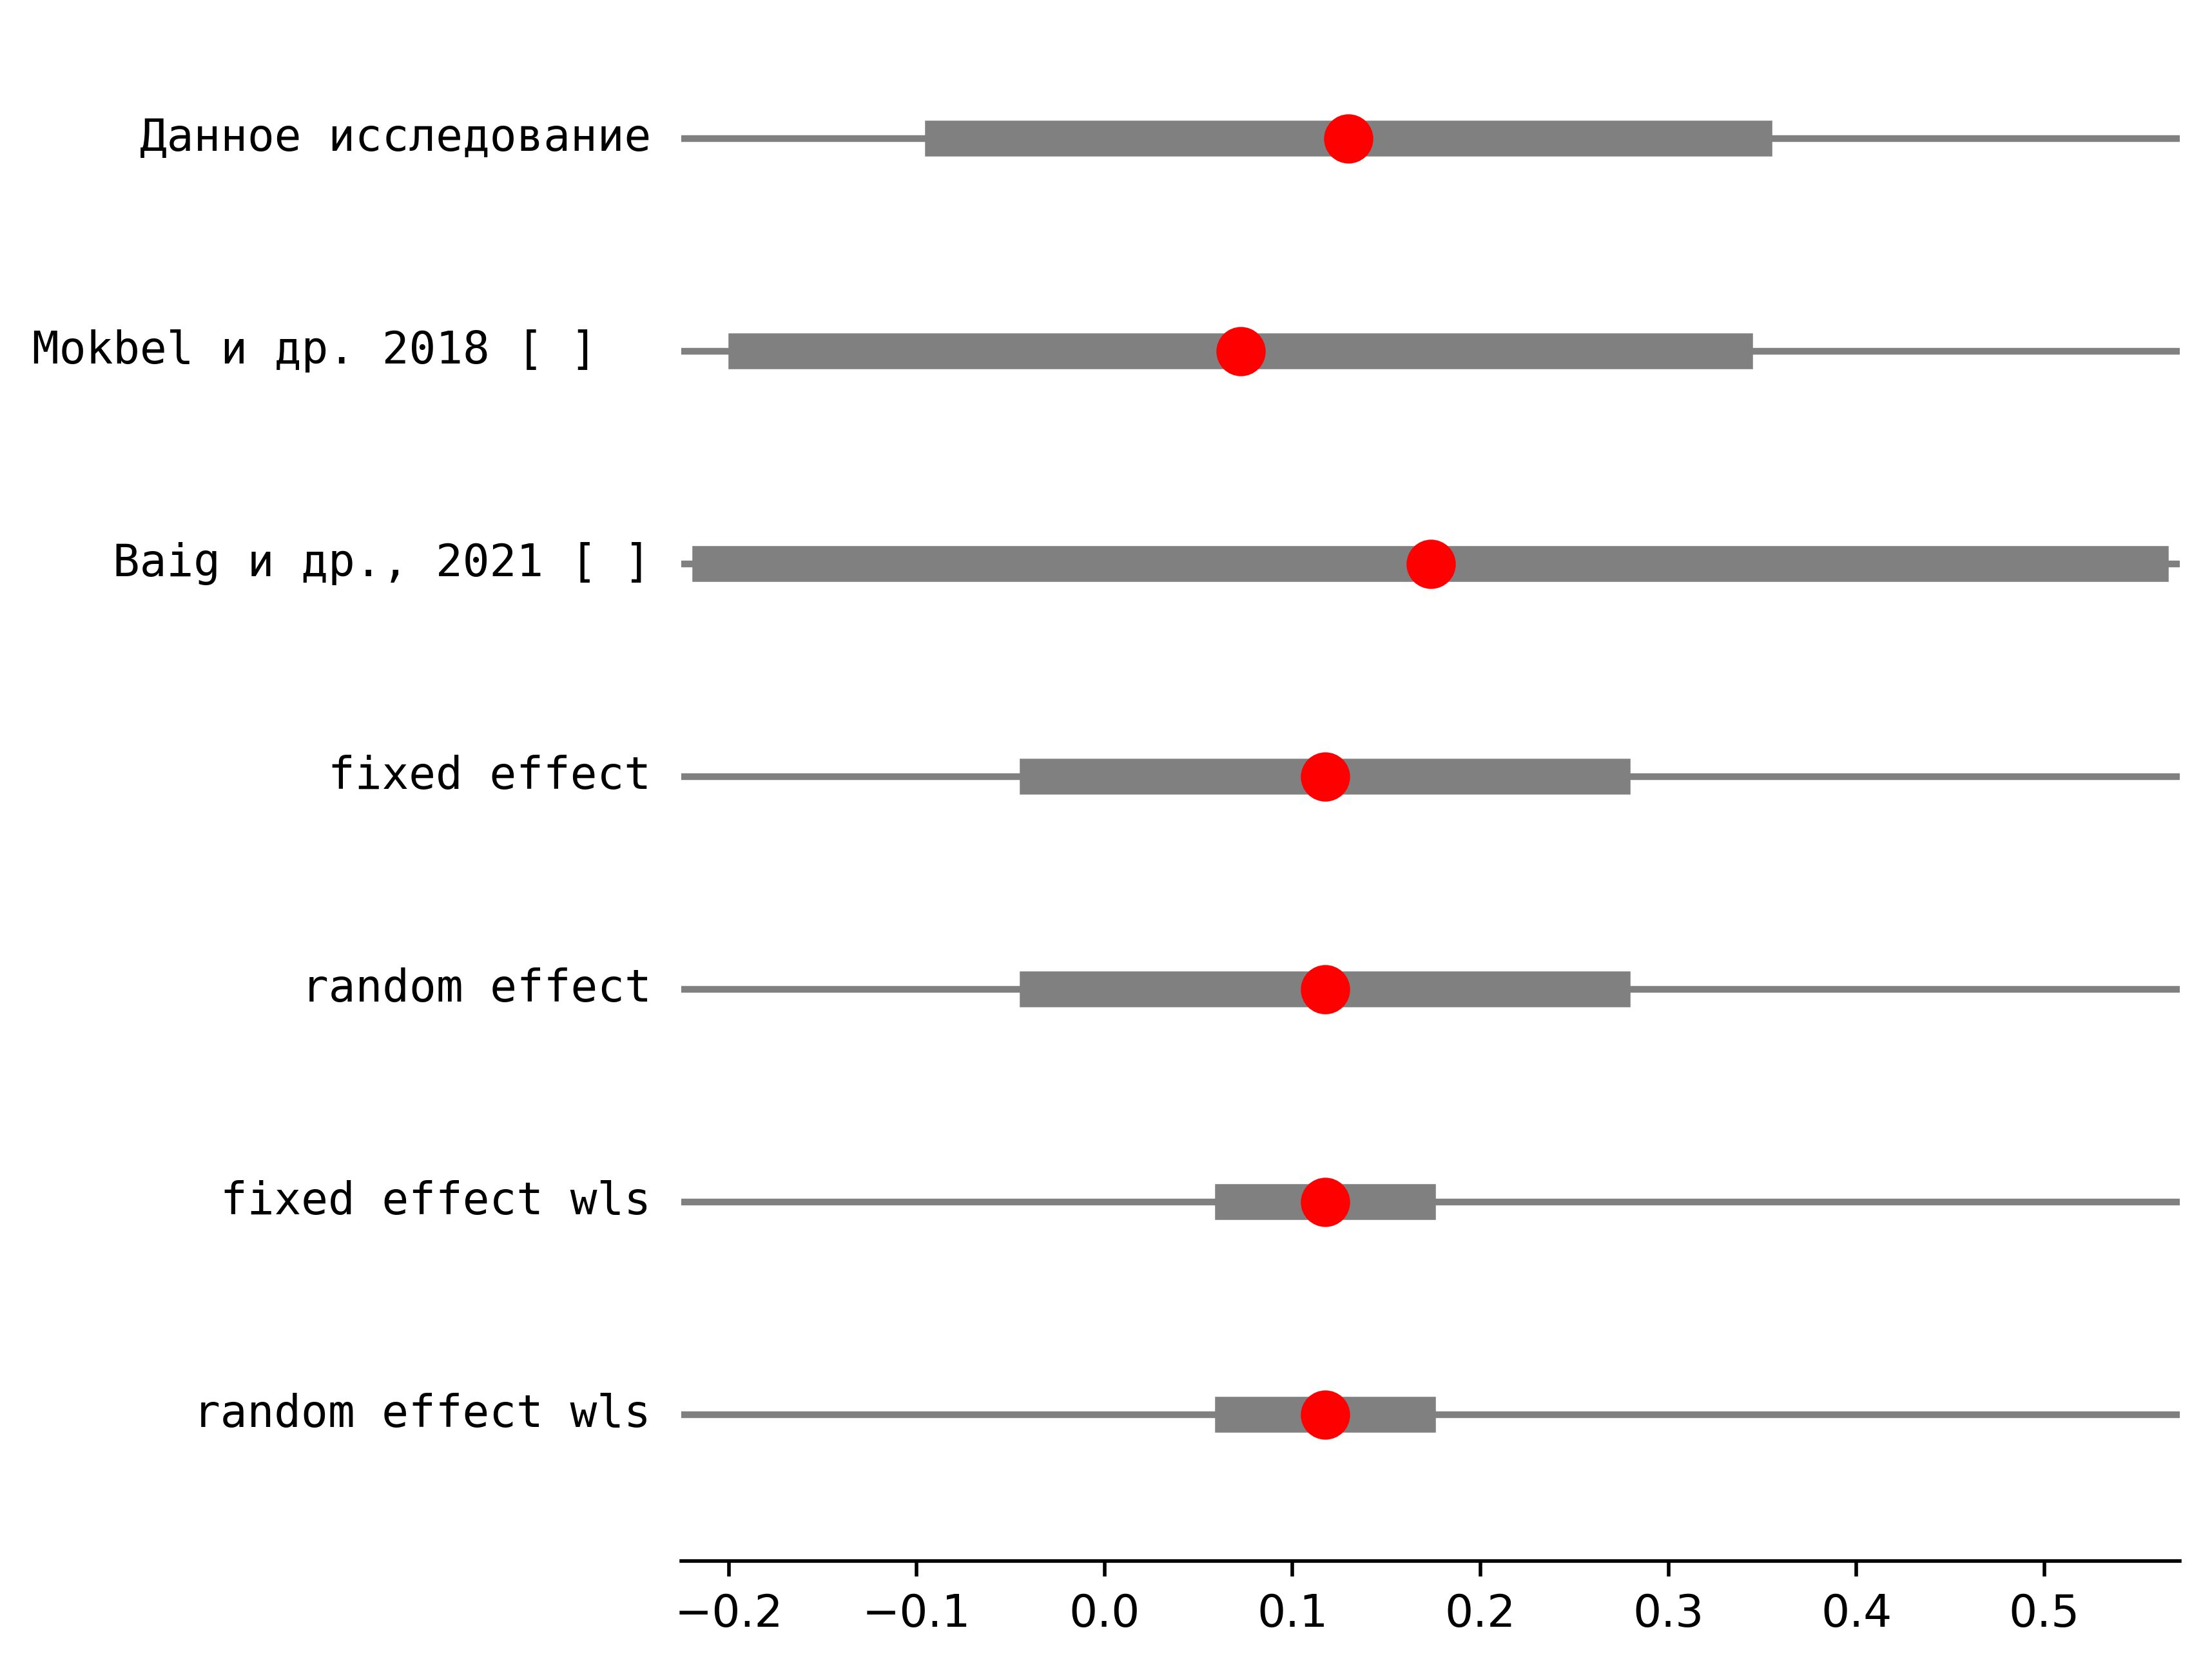 Данное исследование
Mokbel и др. 2018 [ ]
Baig и др., 2021 [ ]
fixed effect
random effect
fixed effect wls
random effect wls
−0.2 −0.1 0.0 0.1 0.2 0.3 0.4 0.5